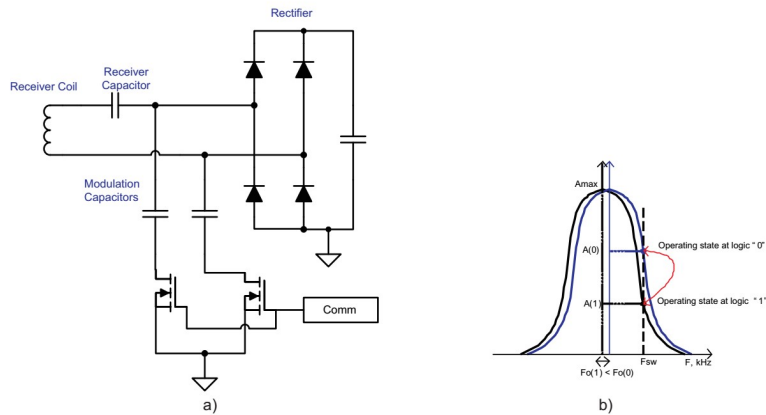 Rectifier
Receiver
Capacitor
Receiver Coil
Modulation
Capacitors
Comm
a)
Amax
A(0)
Operating state at logic “ 0”
A(1)
Operating state at logic “ 1”
Fsw
F, kHz
Fo(1) < Fo(0)
b)